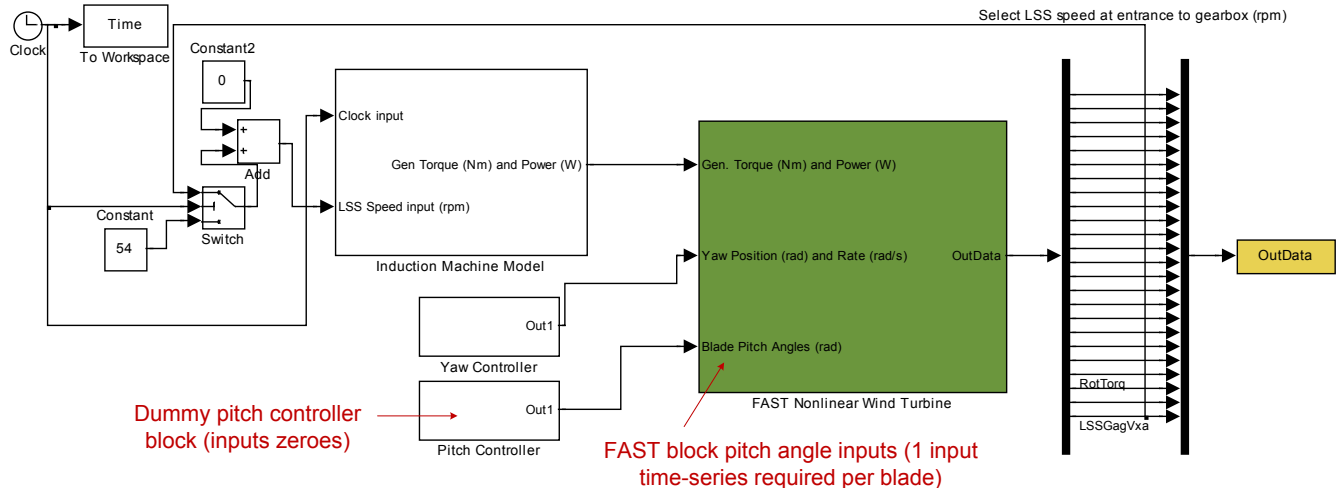 Select LSS speed at entrance to gearbox (rpm)
Time
Clock
To Workspace
Constant2
0
+
+
Add
Constant
54
Switch
Clock input
Gen Torque (Nm) and Power (W)
LSS Speed input (rpm)
Induction Machine Model
Gen. Torque (Nm) and Power (W)
Yaw Position (rad) and Rate (rad/s)
OutData
Blade Pitch Angles (rad)
FAST Nonlinear Wind Turbine
OutData
Out1
Yaw Controller
Out1
Pitch Controller
RotTorq
LSSGagVxa
Dummy pitch controller
block (inputs zeroes)
FAST block pitch angle inputs (1 input
time-series required per blade)